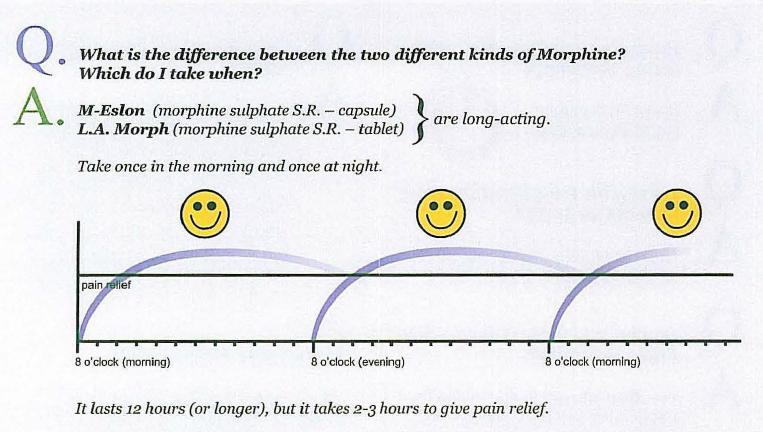 Q. What is the difference between the two different kinds of Morphine?
Which do I take when?
A. M-Eslon (morphine sulphate S.R. – capsule)
L.A. Morph (morphine sulphate S.R. – tablet)
} are long-acting.
Take once in the morning and once at night.
pain relief
8 o'clock (morning)
8 o'clock (evening)
8 o'clock (morning)
It lasts 12 hours (or longer), but it takes 2-3 hours to give pain relief.